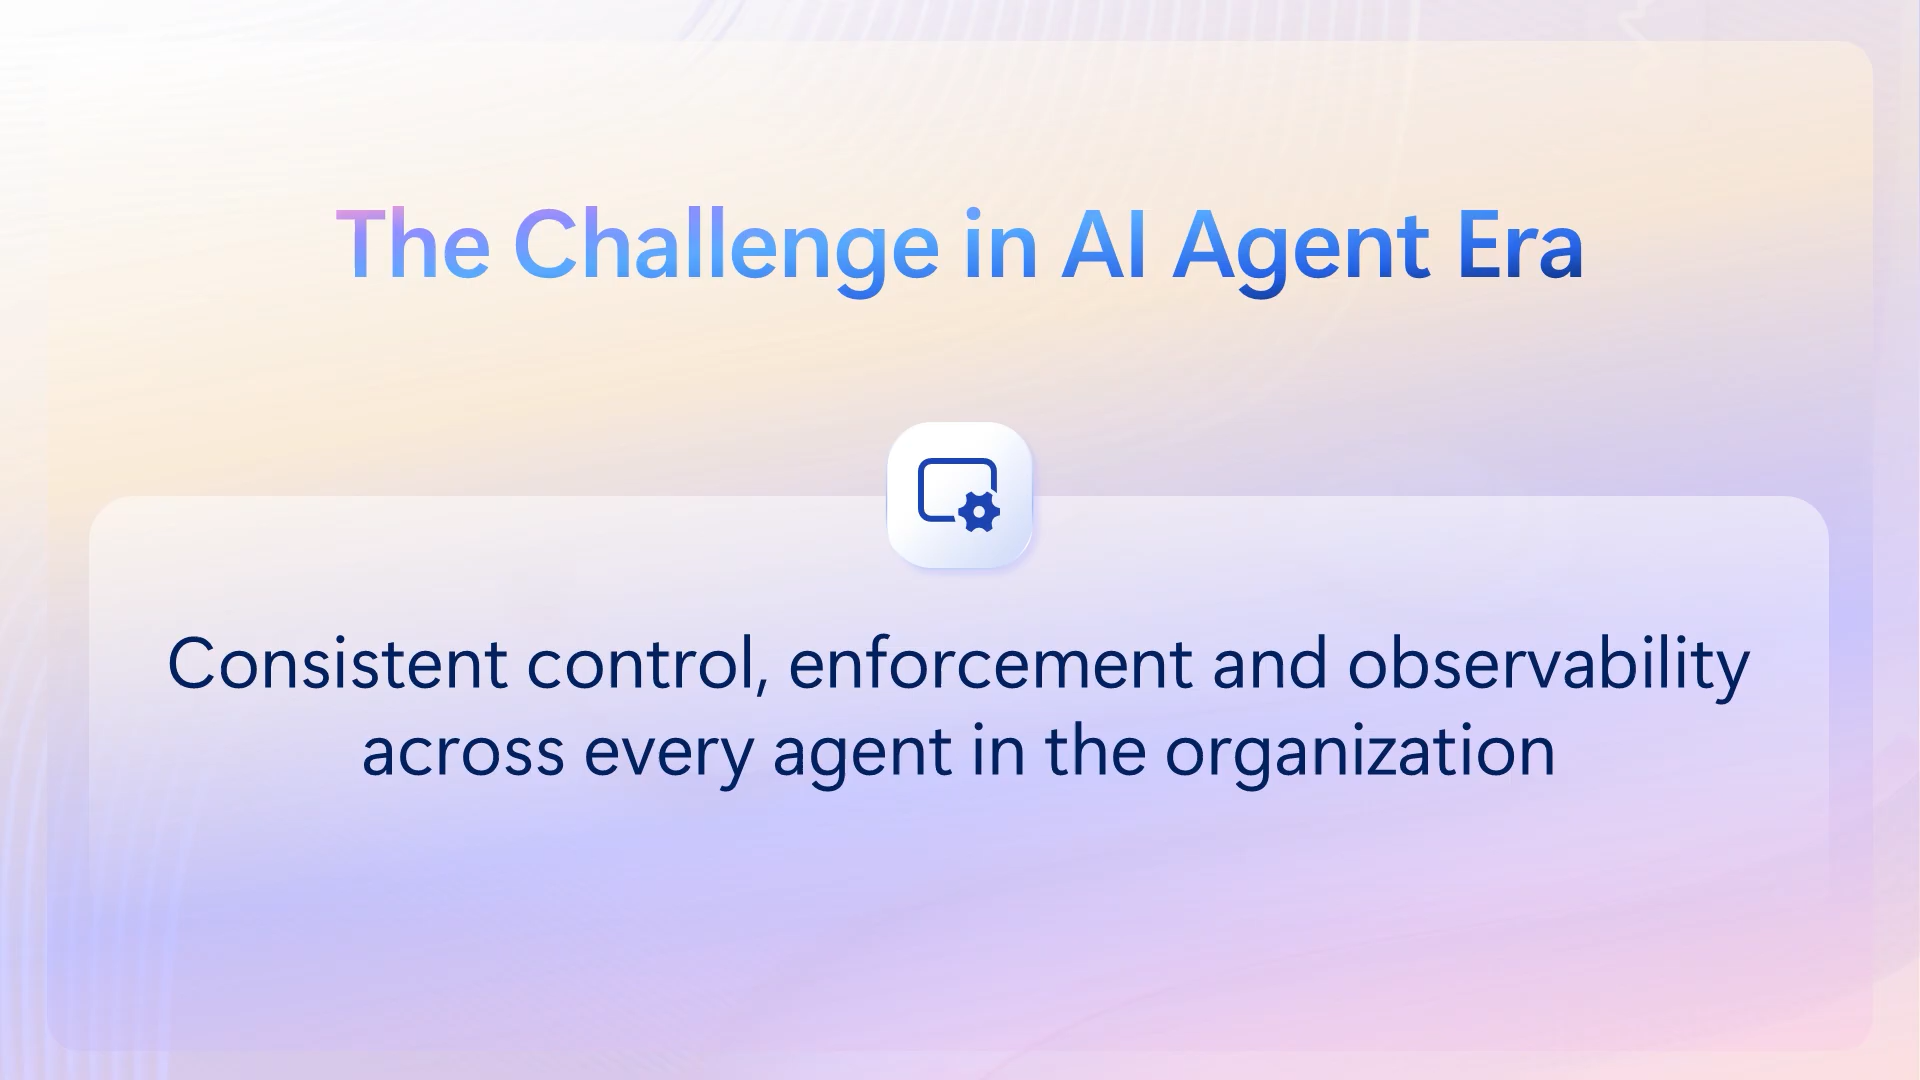 The Challenge in AI Agent Era
Consistent control, enforcement and observability
across every agent in the organization